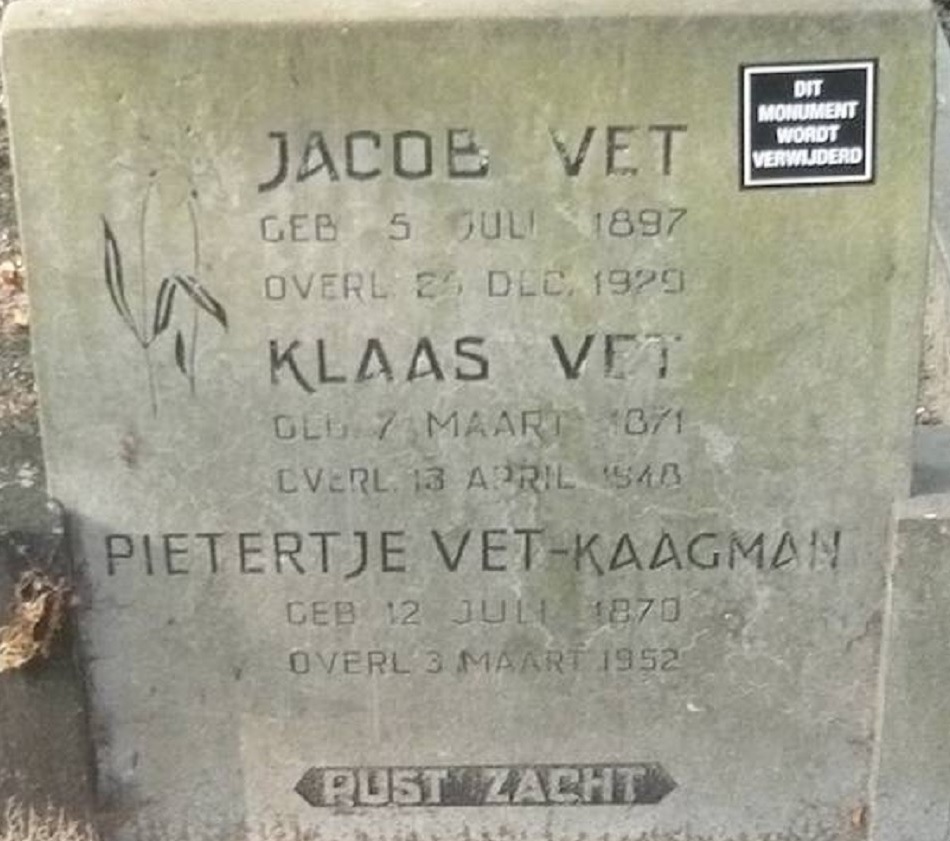 DIT
MONUMENT
WORDT
VERWIJDERD
JACOB VET
GEB 5 JULI 1897
OVERL DEC. 1929
KLAAS VET
GEB. 7 MAART 1871
OVERL. 13 APRIL 1948
PIETERTJE VET-KAAGMAN
GEB 12 JULI 1870
OVERL 3 MAART 1952
RUST ZACHT